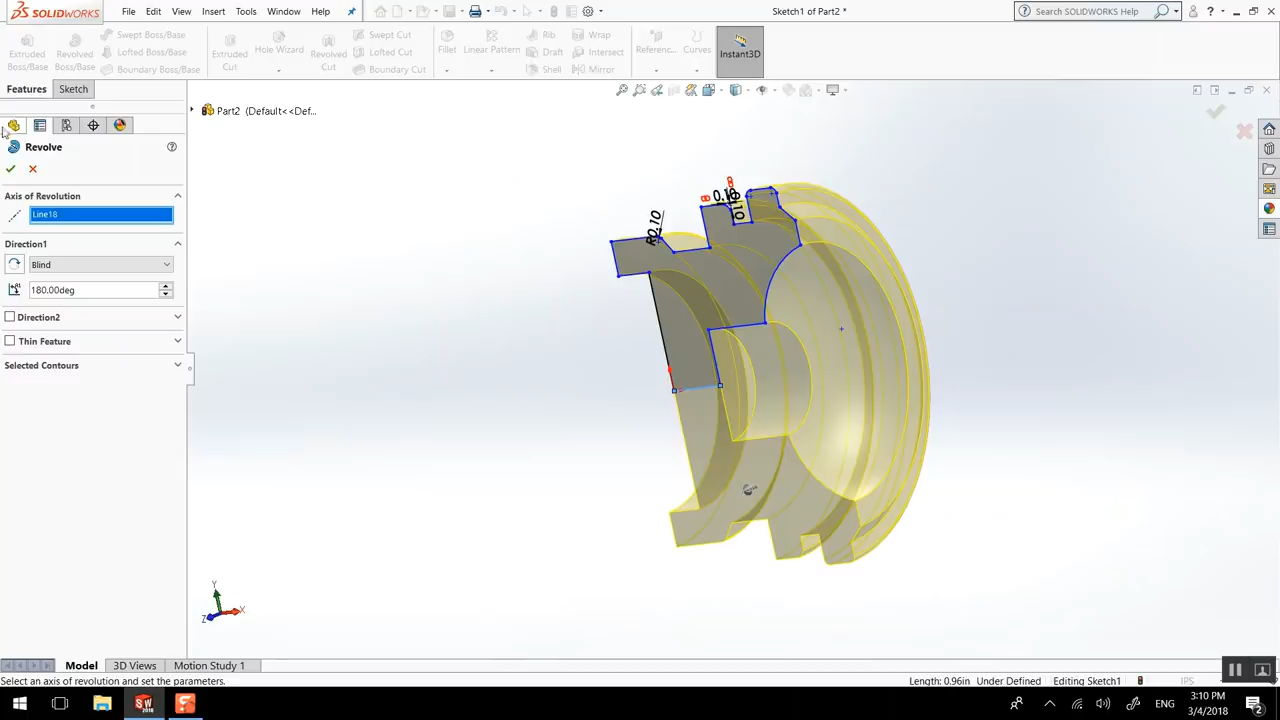 SOLIDWORKS File Edit View Insert Tools Window Help Sketch1 of Part2 * Search SOLIDWORKS Help
Extruded Boss/Base
Revolved Boss/Base
Swept Boss/Base
Lofted Boss/Base
Boundary Boss/Base
Extruded Cut
Hole Wizard
Revolved Cut
Swept Cut
Lofted Cut
Boundary Cut
Fillet
Linear Pattern
Rib
Draft
Shell
Wrap
Intersect
Mirror
Referenc...
Curves
Instant3D
Features Sketch
Part2 (Default<<Def...
Revolve
Axis of Revolution
Line18
Direction1
Blind
180.00deg
Direction2
Thin Feature
Selected Contours
R0.10
Y
X
Z
Model 3D Views Motion Study 1
Select an axis of revolution and set the parameters. Length: 0.96in Under Defined Editing Sketch1 IPS
SW 2018
ENG
3:10 PM
3/4/2018
2